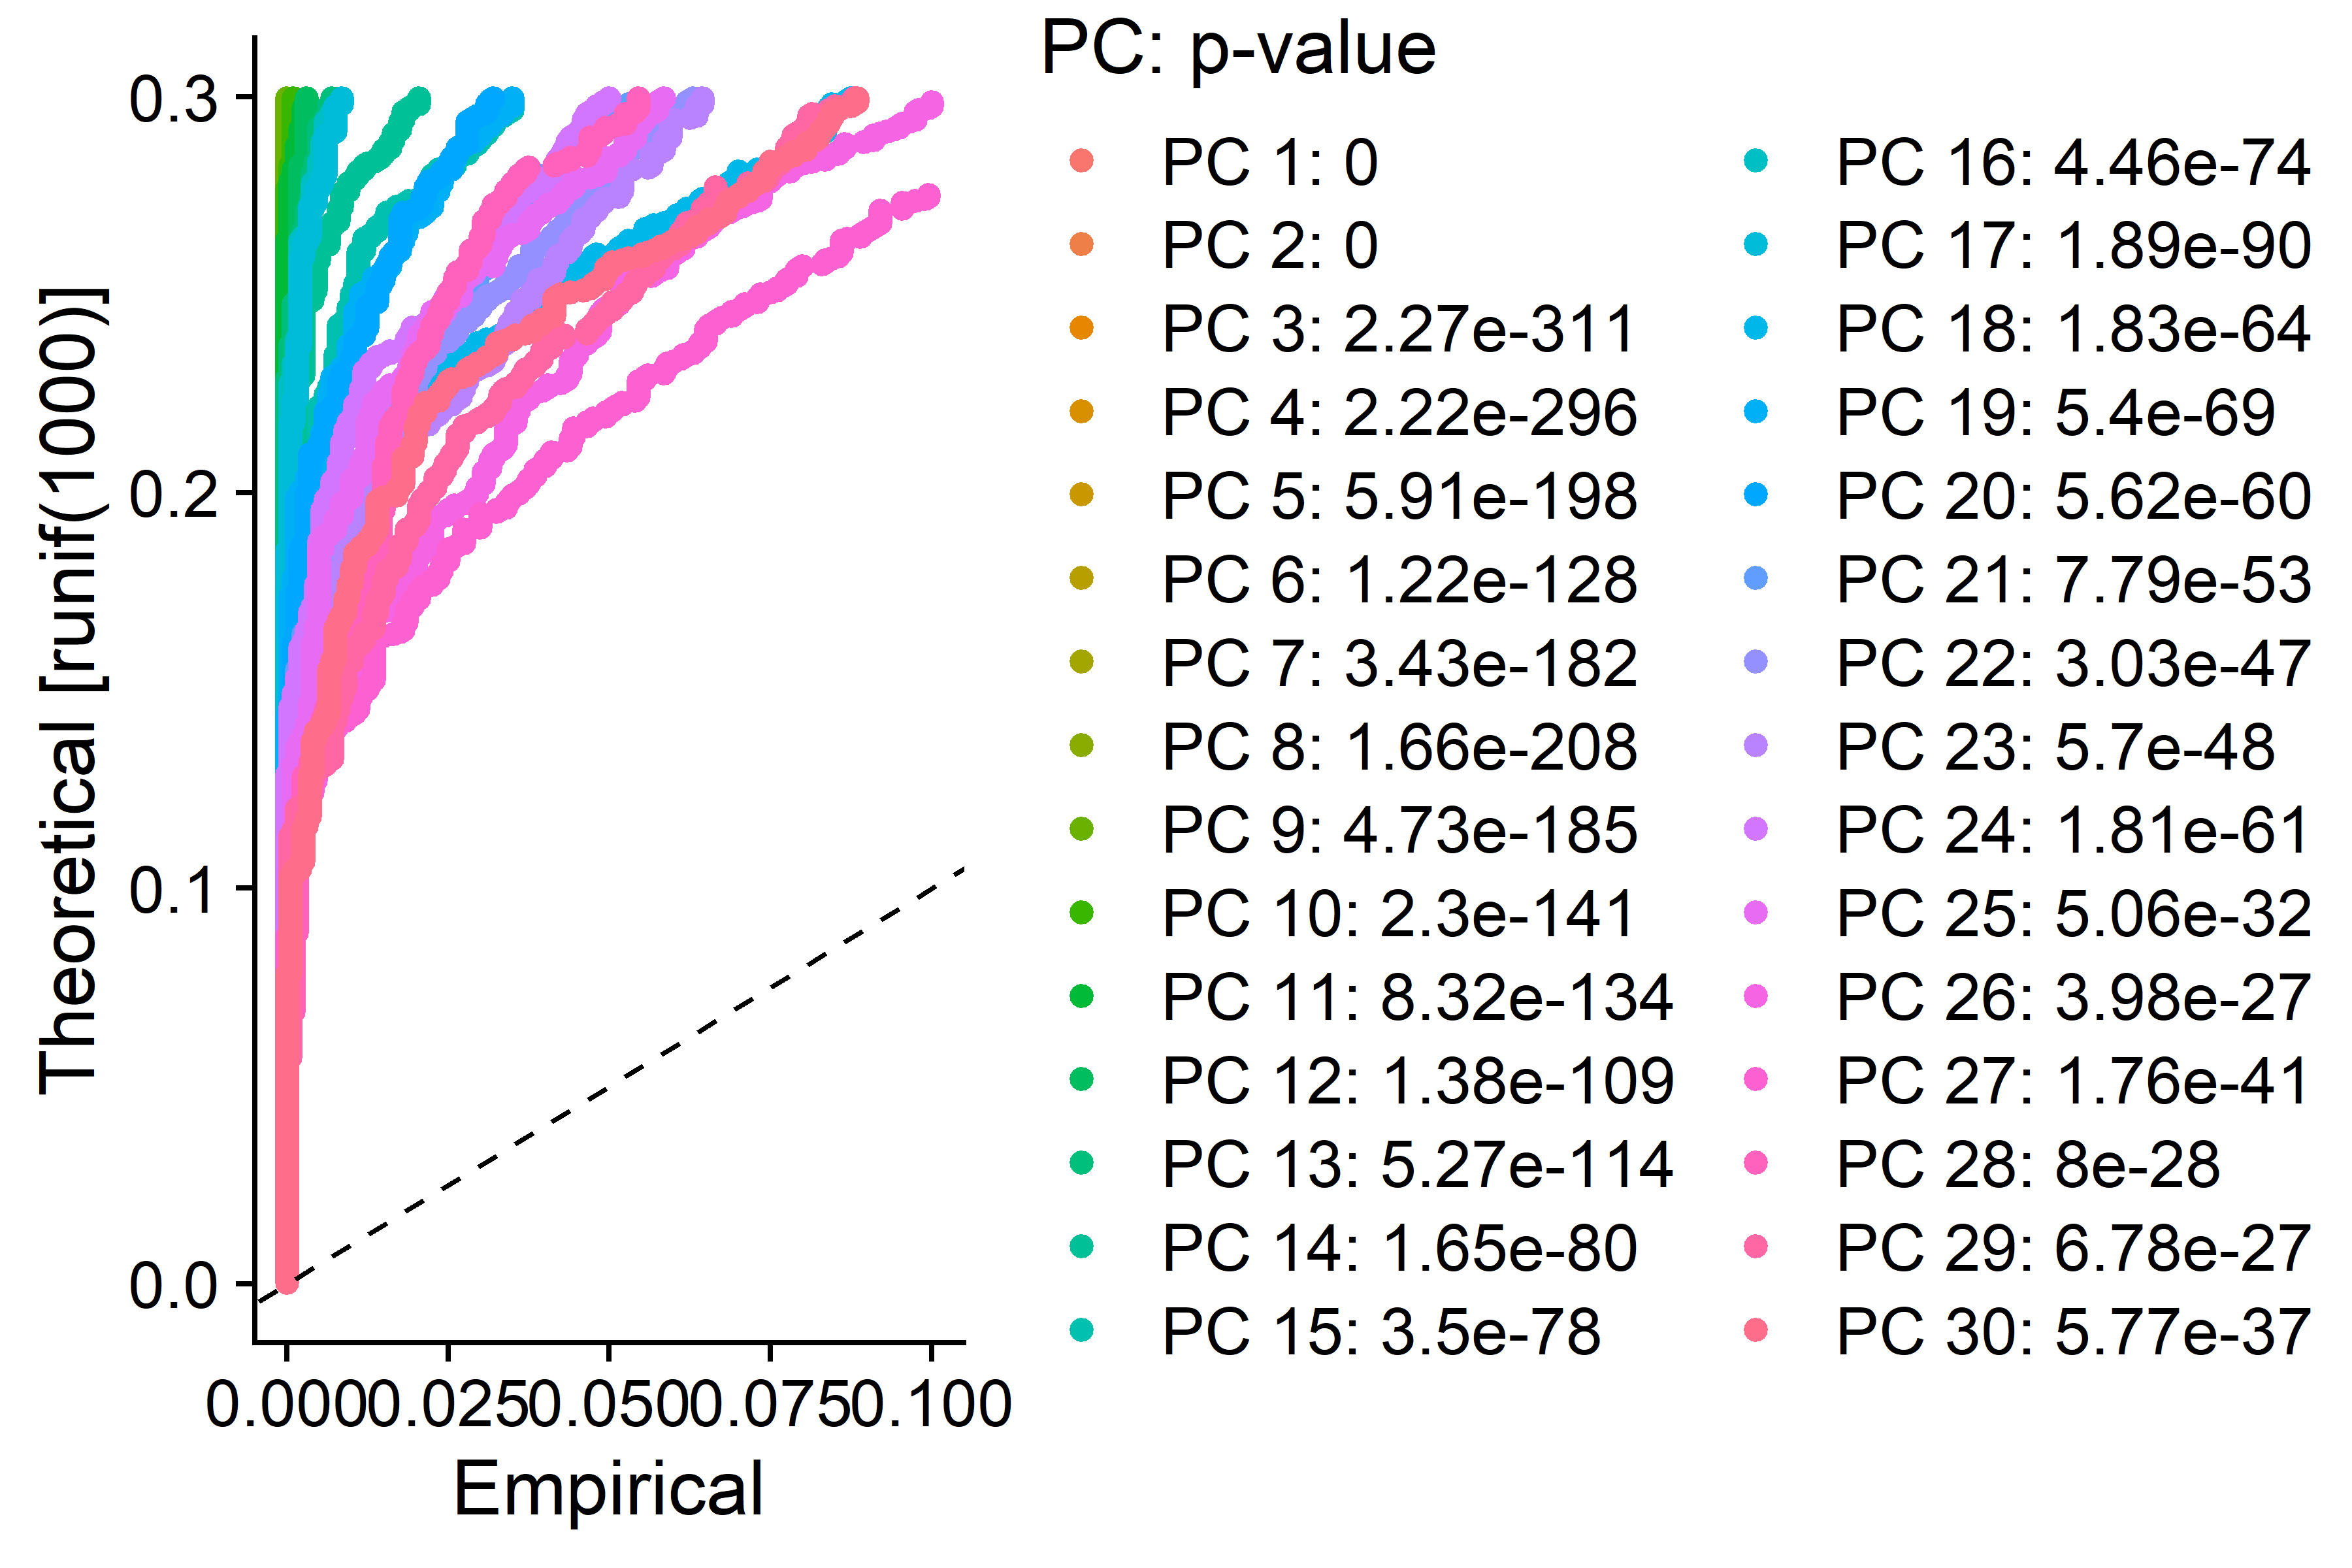 PC: p-value
0.3
0.2
0.1
0.0
Theoretical [runif(1000)]
0.000 0.025 0.050 0.075 0.100
Empirical
PC 1: 0
PC 2: 0
PC 3: 2.27e-311
PC 4: 2.22e-296
PC 5: 5.91e-198
PC 6: 1.22e-128
PC 7: 3.43e-182
PC 8: 1.66e-208
PC 9: 4.73e-185
PC 10: 2.3e-141
PC 11: 8.32e-134
PC 12: 1.38e-109
PC 13: 5.27e-114
PC 14: 1.65e-80
PC 15: 3.5e-78
PC 16: 4.46e-74
PC 17: 1.89e-90
PC 18: 1.83e-64
PC 19: 5.4e-69
PC 20: 5.62e-60
PC 21: 7.79e-53
PC 22: 3.03e-47
PC 23: 5.7e-48
PC 24: 1.81e-61
PC 25: 5.06e-32
PC 26: 3.98e-27
PC 27: 1.76e-41
PC 28: 8e-28
PC 29: 6.78e-27
PC 30: 5.77e-37